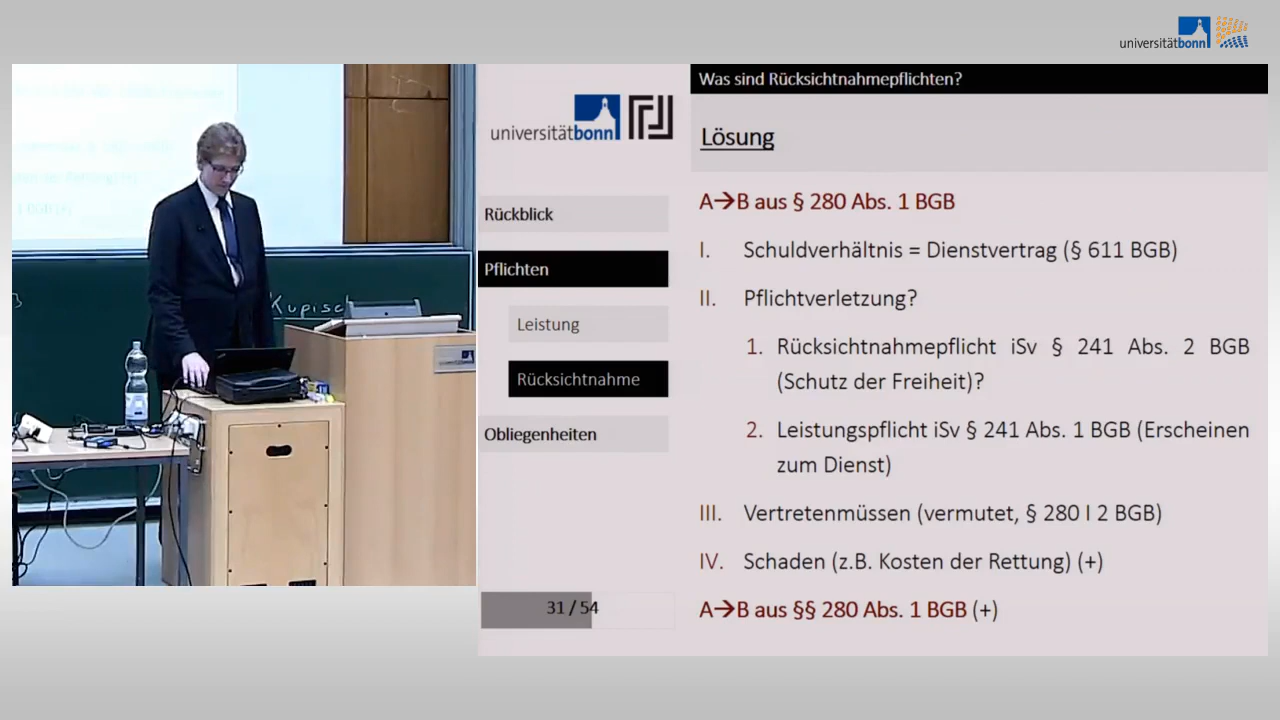 universitätbonn
Was sind Rücksichtnahmepflichten?
universitätbonn
Lösung
Rückblick
Pflichten
Leistung
Rücksichtnahme
Obliegenheiten
31 / 54
A→B aus § 280 Abs. 1 BGB
I. Schuldverhältnis = Dienstvertrag (§ 611 BGB)
II. Pflichtverletzung?
1. Rücksichtnahmepflicht iSv § 241 Abs. 2 BGB
(Schutz der Freiheit)?
2. Leistungspflicht iSv § 241 Abs. 1 BGB (Erscheinen
zum Dienst)
III. Vertretenmüssen (vermutet, § 280 I 2 BGB)
IV. Schaden (z.B. Kosten der Rettung) (+)
A→B aus §§ 280 Abs. 1 BGB (+)
Kupisch